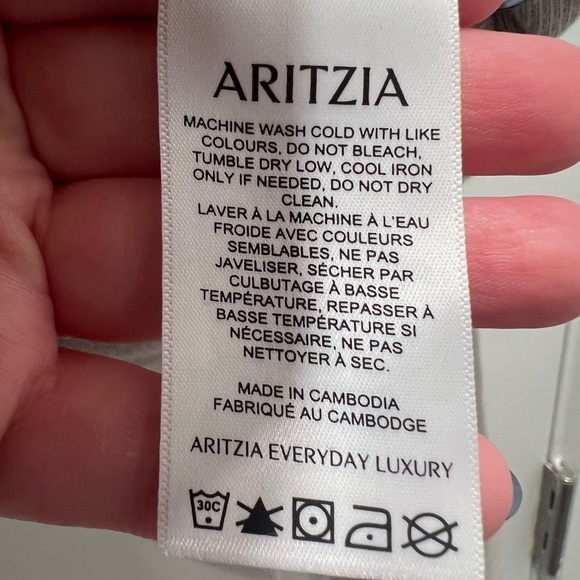 ARITZIA
MACHINE WASH COLD WITH LIKE
COLOURS, DO NOT BLEACH,
TUMBLE DRY LOW, COOL IRON
ONLY IF NEEDED, DO NOT DRY
CLEAN.
LAVER À LA MACHINE À L'EAU
FROIDE AVEC COULEURS
SEMBLABLES, NE PAS
JAVELISER, SÉCHER PAR
CULBUTAGE À BASSE
TEMPÉRATURE, REPASSER À
BASSE TEMPÉRATURE SI
NÉCESSAIRE, NE PAS
NETTOYER À SEC.
MADE IN CAMBODIA
FABRIQUÉ AU CAMBODGE
ARITZIA EVERYDAY LUXURY
30C